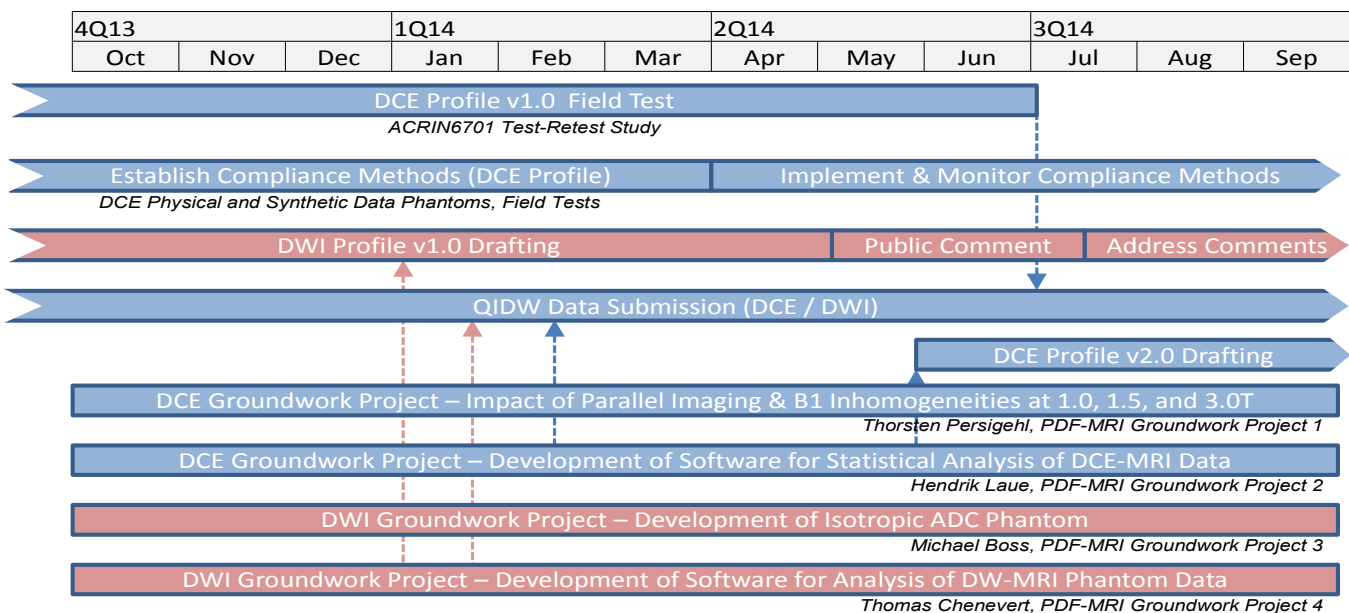 4Q13 1Q14 2Q14 3Q14
Oct Nov Dec Jan Feb Mar Apr May Jun Jul Aug Sep
DCE Profile v1.0 Field Test
ACRIN6701 Test-Retest Study
Establish Compliance Methods (DCE Profile) Implement & Monitor Compliance Methods
DCE Physical and Synthetic Data Phantoms, Field Tests
DWI Profile v1.0 Drafting Public Comment Address Comments
QIDW Data Submission (DCE / DWI)
DCE Profile v2.0 Drafting
DCE Groundwork Project – Impact of Parallel Imaging & B1 Inhomogeneities at 1.0, 1.5, and 3.0T
Thorsten Persigehl, PDF-MRI Groundwork Project 1
DCE Groundwork Project – Development of Software for Statistical Analysis of DCE-MRI Data
Hendrik Laue, PDF-MRI Groundwork Project 2
DWI Groundwork Project – Development of Isotropic ADC Phantom
Michael Boss, PDF-MRI Groundwork Project 3
DWI Groundwork Project – Development of Software for Analysis of DW-MRI Phantom Data
Thomas Chenevert, PDF-MRI Groundwork Project 4